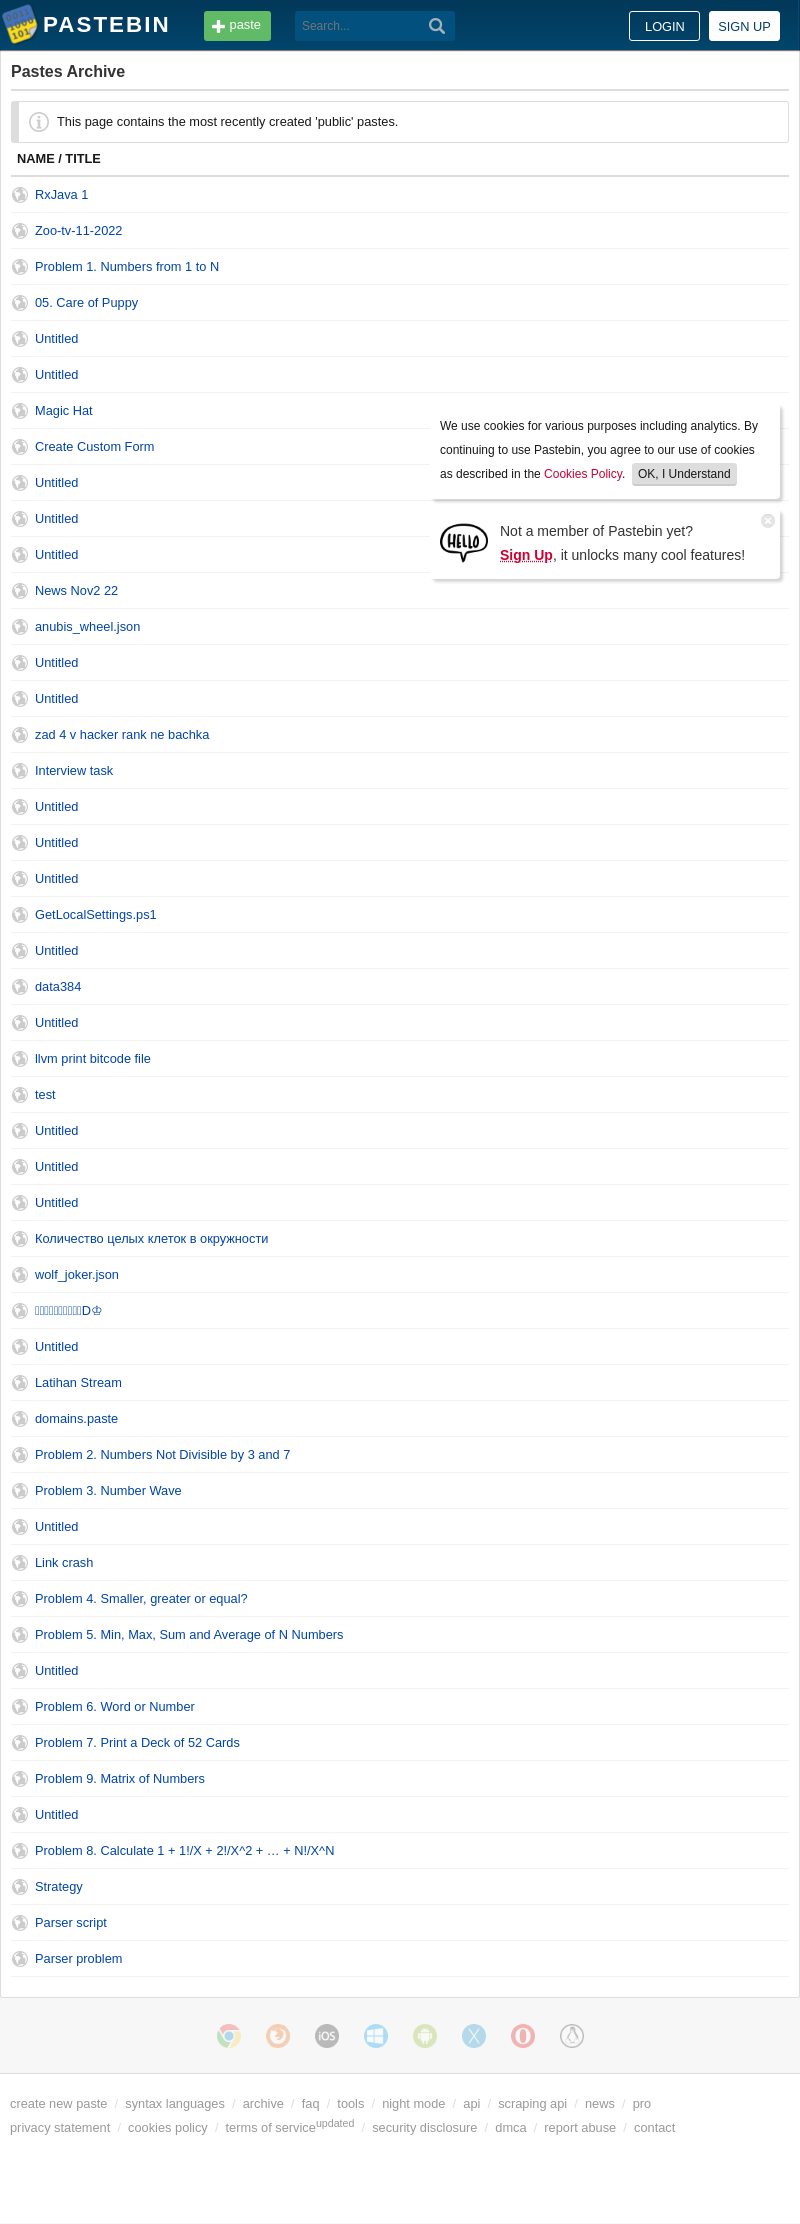 PASTEBIN paste Search... LOGIN SIGN UP
Pastes Archive
This page contains the most recently created 'public' pastes.
NAME / TITLE
RxJava 1
Zoo-tv-11-2022
Problem 1. Numbers from 1 to N
05. Care of Puppy
Untitled
Untitled
Magic Hat
Create Custom Form
Untitled
Untitled
Untitled
We use cookies for various purposes including analytics. By
continuing to use Pastebin, you agree to our use of cookies
as described in the Cookies Policy. OK, I Understand
HELLO
Not a member of Pastebin yet?
Sign Up, it unlocks many cool features!
News Nov2 22
anubis_wheel.json
Untitled
Untitled
zad 4 v hacker rank ne bachka
Interview task
Untitled
Untitled
Untitled
GetLocalSettings.ps1
Untitled
data384
Untitled
llvm print bitcode file
test
Untitled
Untitled
Untitled
Количество целых клеток в окружности
wolf_joker.json
D♔
Untitled
Latihan Stream
domains.paste
Problem 2. Numbers Not Divisible by 3 and 7
Problem 3. Number Wave
Untitled
Link crash
Problem 4. Smaller, greater or equal?
Problem 5. Min, Max, Sum and Average of N Numbers
Untitled
Problem 6. Word or Number
Problem 7. Print a Deck of 52 Cards
Problem 9. Matrix of Numbers
Untitled
Problem 8. Calculate 1 + 1!/X + 2!/X^2 + … + N!/X^N
Strategy
Parser script
Parser problem
iOS
create new paste / syntax languages / archive / faq / tools / night mode / api / scraping api / news / pro
privacy statement / cookies policy / terms of service updated / security disclosure / dmca / report abuse / contact